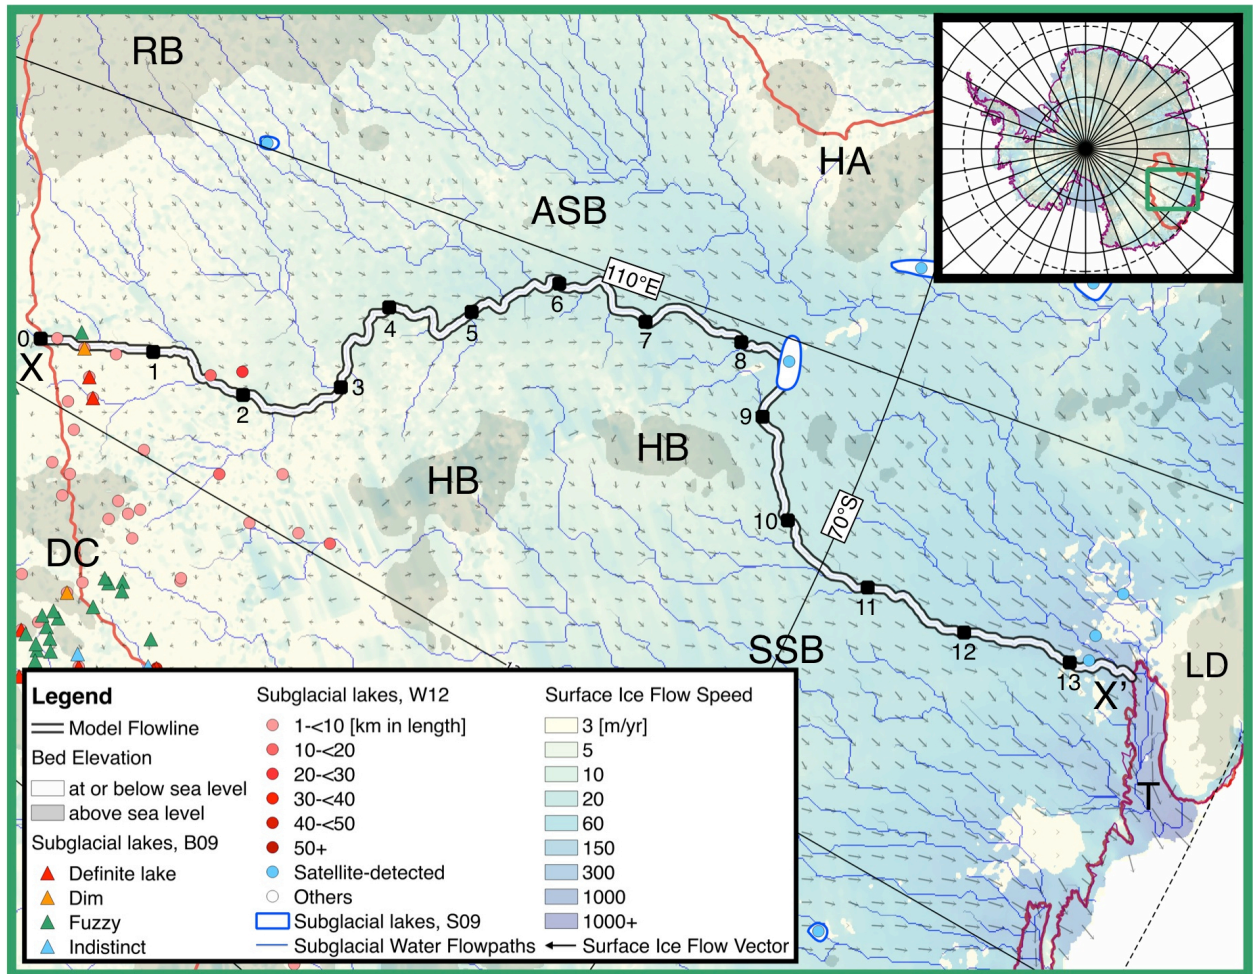 RB
HA
ASB
110°E
6
4
5
7
0
8
X
1
3
2
9
HB
HB
10
70°S
DC
11
12
SSB
13
X'
LD
T
Legend
Model Flowline
Bed Elevation
at or below sea level
above sea level
Subglacial lakes, B09
Definite lake
Dim
Fuzzy
Indistinct
Subglacial lakes, W12
1-<10 [km in length]
10-<20
20-<30
30-<40
40-<50
50+
Satellite-detected
Others
Subglacial lakes, S09
Subglacial Water Flowpaths
Surface Ice Flow Speed
3 [m/yr]
5
10
20
60
150
300
1000
1000+
Surface Ice Flow Vector